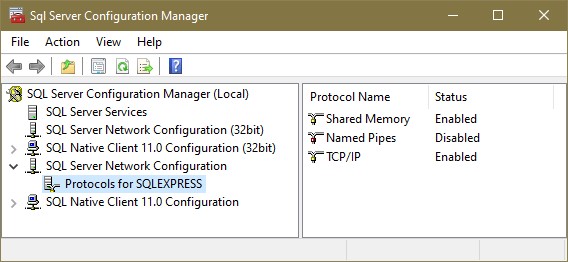 Sql Server Configuration Manager
File Action View Help
SQL Server Configuration Manager (Local)
SQL Server Services
SQL Server Network Configuration (32bit)
SQL Native Client 11.0 Configuration (32bit)
SQL Server Network Configuration
Protocols for SQLEXPRESS
SQL Native Client 11.0 Configuration
Protocol Name Status
Shared Memory Enabled
Named Pipes Disabled
TCP/IP Enabled